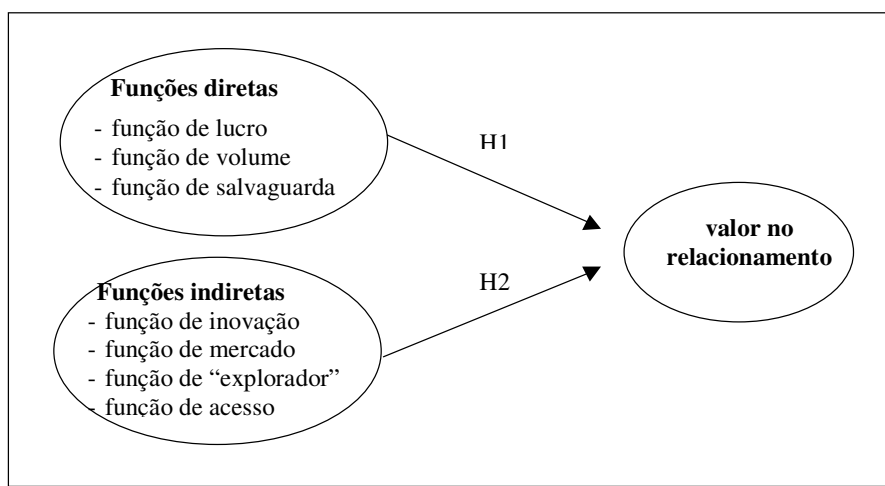 Funções diretas
- função de lucro
- função de volume
- função de salvaguarda
H1
valor no
relacionamento
Funções indiretas
- função de inovação
- função de mercado
- função de “explorador”
- função de acesso
H2